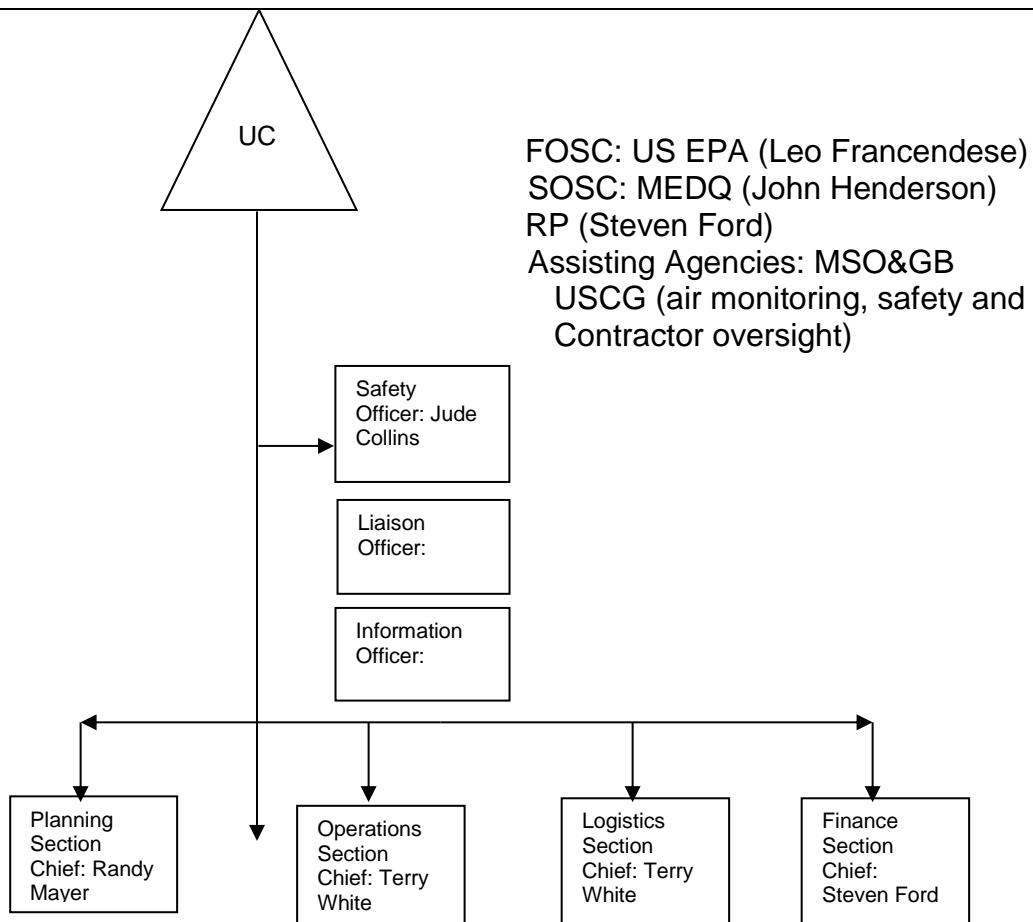 UC
FOSC: US EPA (Leo Francendese)
SOSC: MEDQ (John Henderson)
RP (Steven Ford)
Assisting Agencies: MSO&GB
USCG (air monitoring, safety and
Contractor oversight)
Safety
Officer: Jude
Collins
Liaison
Officer:
Information
Officer:
Planning
Section
Chief: Randy
Mayer
Operations
Section
Chief: Terry
White
Logistics
Section
Chief: Terry
White
Finance
Section
Chief:
Steven Ford